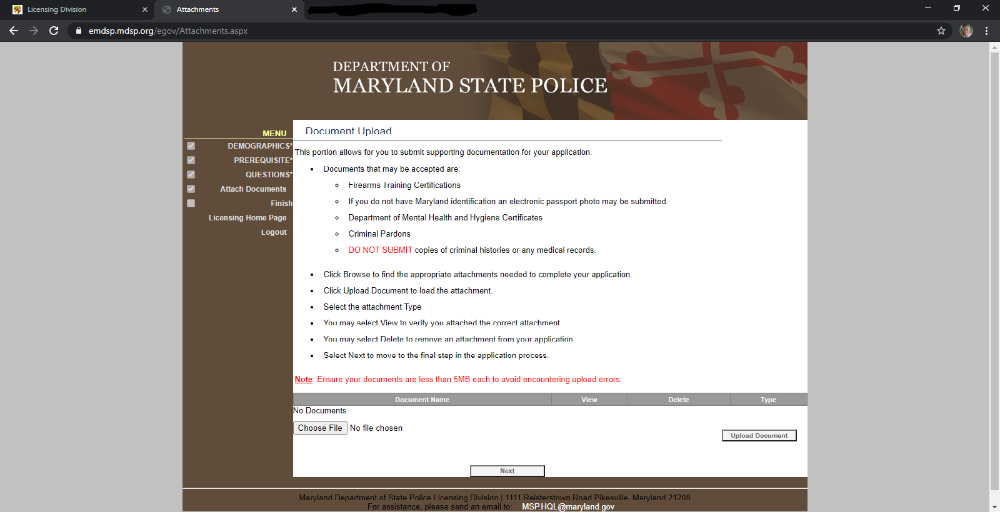 Licensing Division
Attachments
emdsp.mdsp.org/egov/Attachments.aspx
DEPARTMENT OF
MARYLAND STATE POLICE
MENU
DEMOGRAPHICS*
PREREQUISITE*
QUESTIONS*
Attach Documents
Finish
Licensing Home Page
Logout
Document Upload
This portion allows for you to submit supporting documentation for your application.
Documents that may be accepted are:
Firearms Training Certifications
If you do not have Maryland identification an electronic passport photo may be submitted.
Department of Mental Health and Hygiene Certificates
Criminal Pardons
DO NOT SUBMIT copies of criminal histories or any medical records.
Click Browse to find the appropriate attachments needed to complete your application.
Click Upload Document to load the attachment.
Select the attachment Type
You may select View to verify you attached the correct attachment
You may select Delete to remove an attachment from your application
Select Next to move to the final step in the application process.
Note: Ensure your documents are less than 5MB each to avoid encountering upload errors.
Document Name View Delete Type
No Documents
Choose File No file chosen
Upload Document
Next
Maryland Department of State Police Licensing Division | 1111 Reisterstown Road Pikesville, Maryland 21208
For assistance, please send an email to: MSP.HQL@maryland.gov